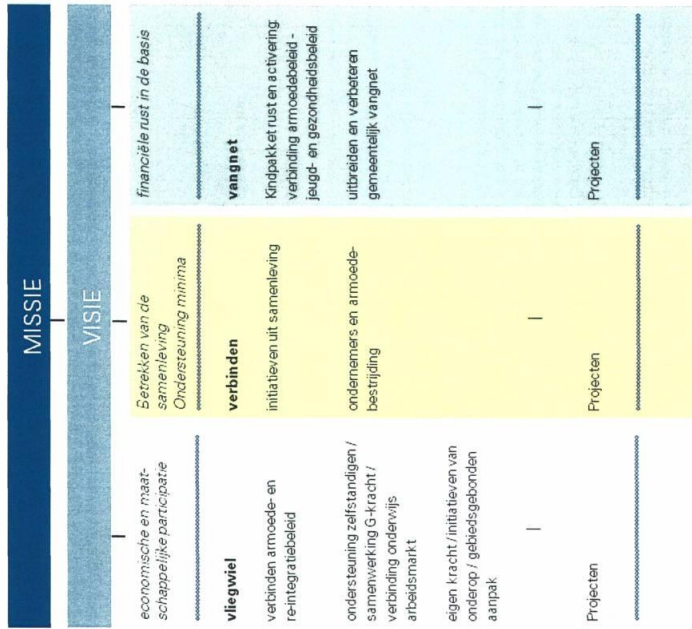 MISSIE
VISIE
economische en maat-
schappelijke participatie
vliegwiel
verbinden armoede- en
re-integratiebeleid
ondersteuning zelfstandigen /
samenwerking G-kracht /
verbinding onderwijs
arbeidsmarkt
eigen kracht / initiatieven van
onderop / gebiedsgebonden
aanpak
Projecten
Betrekken van de
samenleving
Ondersteuning minima
verbinden
initiatieven uit samenleving
ondernemers en armoede-
bestrijding
Projecten
financiële rust in de basis
vangnet
Kindpakket rust en activering:
verbinding armoedebeleid -
jeugd- en gezondheidsbeleid
uitbreiden en verbeteren
gemeentelijk vangnet
Projecten